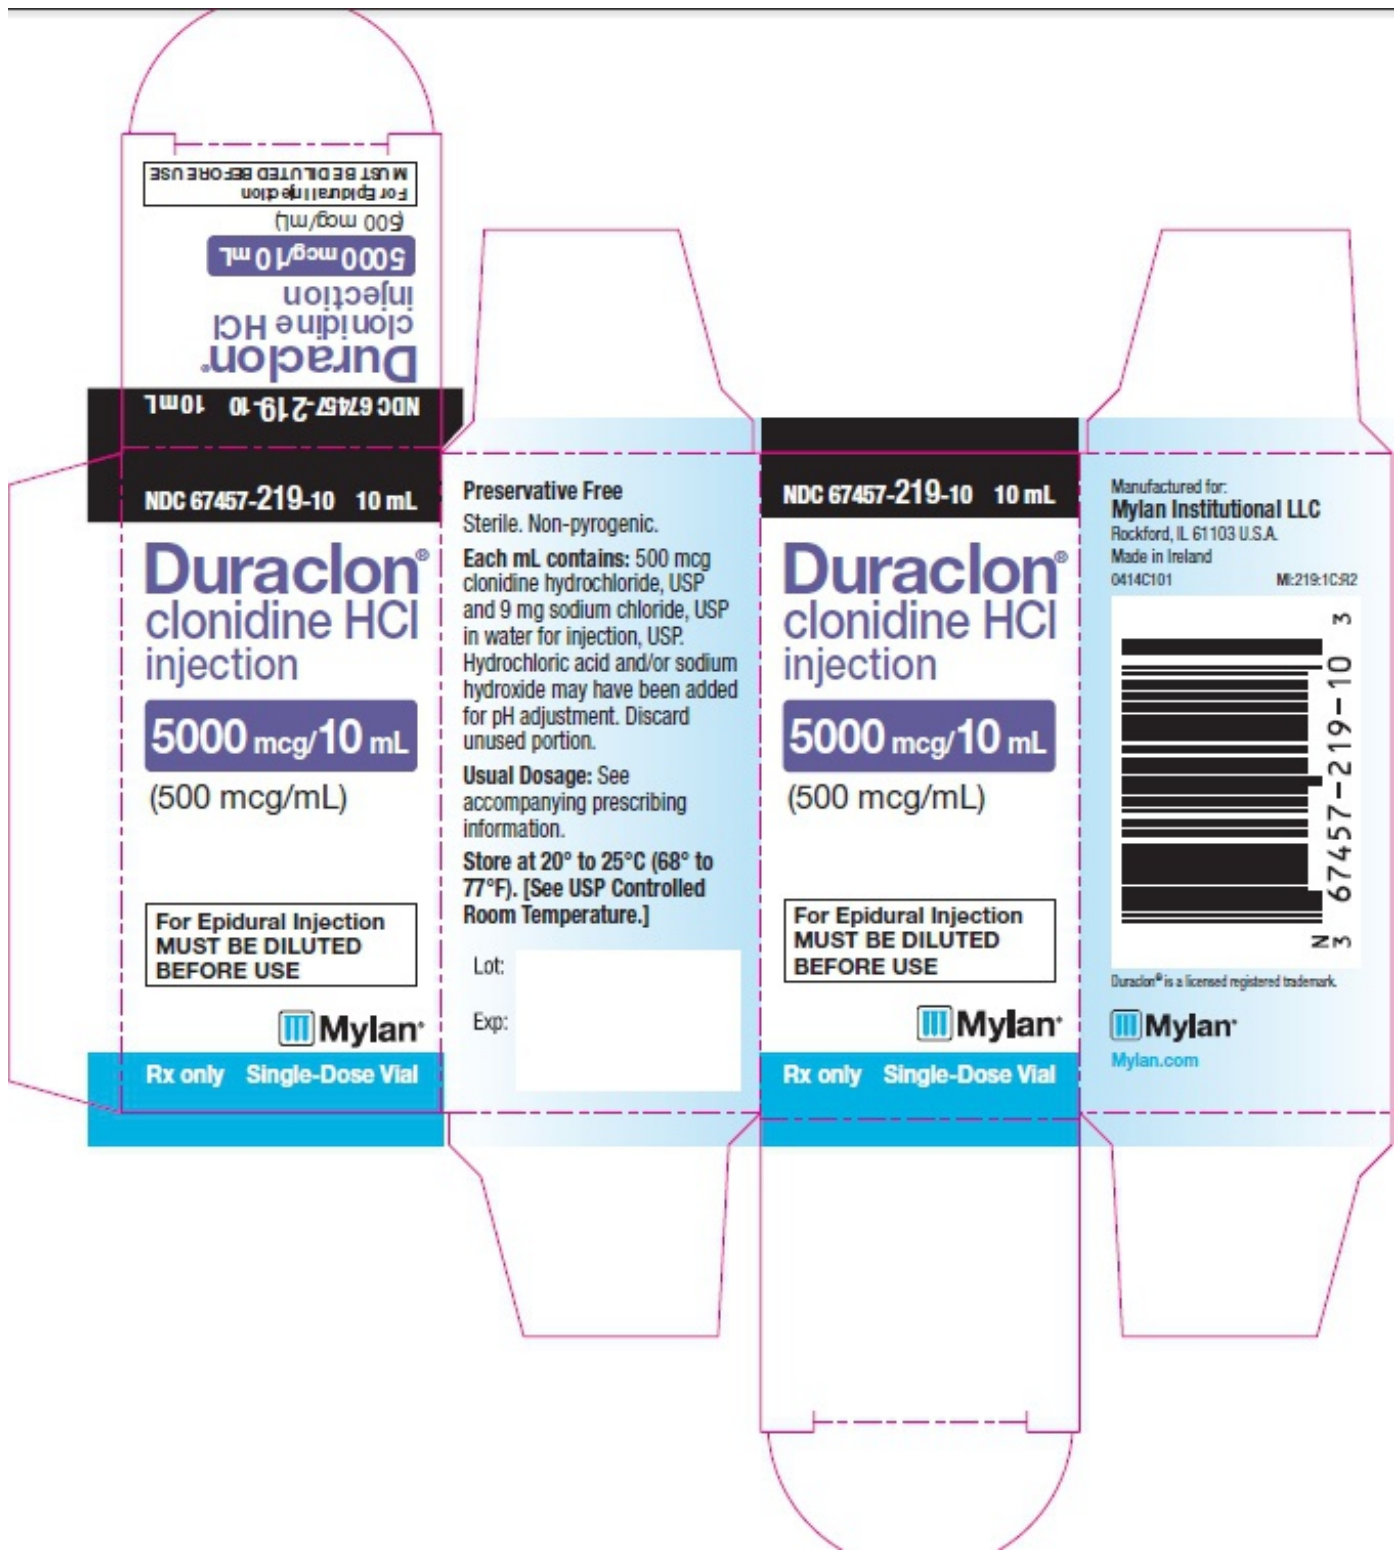 For Epidural Injection
MUST BE DILUTED BEFORE USE
(500 mcg/mL)
5000 mcg/10 mL
injection
clonidine HCl
Duraclon®
NDC 67457-219-10 10 mL
NDC 67457-219-10 10 mL
Duraclon®
clonidine HCl
injection
5000 mcg/10 mL
(500 mcg/mL)
For Epidural Injection
MUST BE DILUTED
BEFORE USE
Mylan®
Rx only Single-Dose Vial
Preservative Free
Sterile. Non-pyrogenic.
Each mL contains: 500 mcg
clonidine hydrochloride, USP
and 9 mg sodium chloride, USP
in water for injection, USP.
Hydrochloric acid and/or sodium
hydroxide may have been added
for pH adjustment. Discard
unused portion.
Usual Dosage: See
accompanying prescribing
information.
Store at 20° to 25°C (68° to
77°F). [See USP Controlled
Room Temperature.]
Lot:
Exp:
NDC 67457-219-10 10 mL
Duraclon®
clonidine HCl
injection
5000 mcg/10 mL
(500 mcg/mL)
For Epidural Injection
MUST BE DILUTED
BEFORE USE
Mylan®
Rx only Single-Dose Vial
Manufactured for:
Mylan Institutional LLC
Rockford, IL 61103 U.S.A.
Made in Ireland
0414C101 MI:219:1C:R2
N
3 67457-219-10 3
Duraclon® is a licensed registered trademark.
Mylan®
Mylan.com